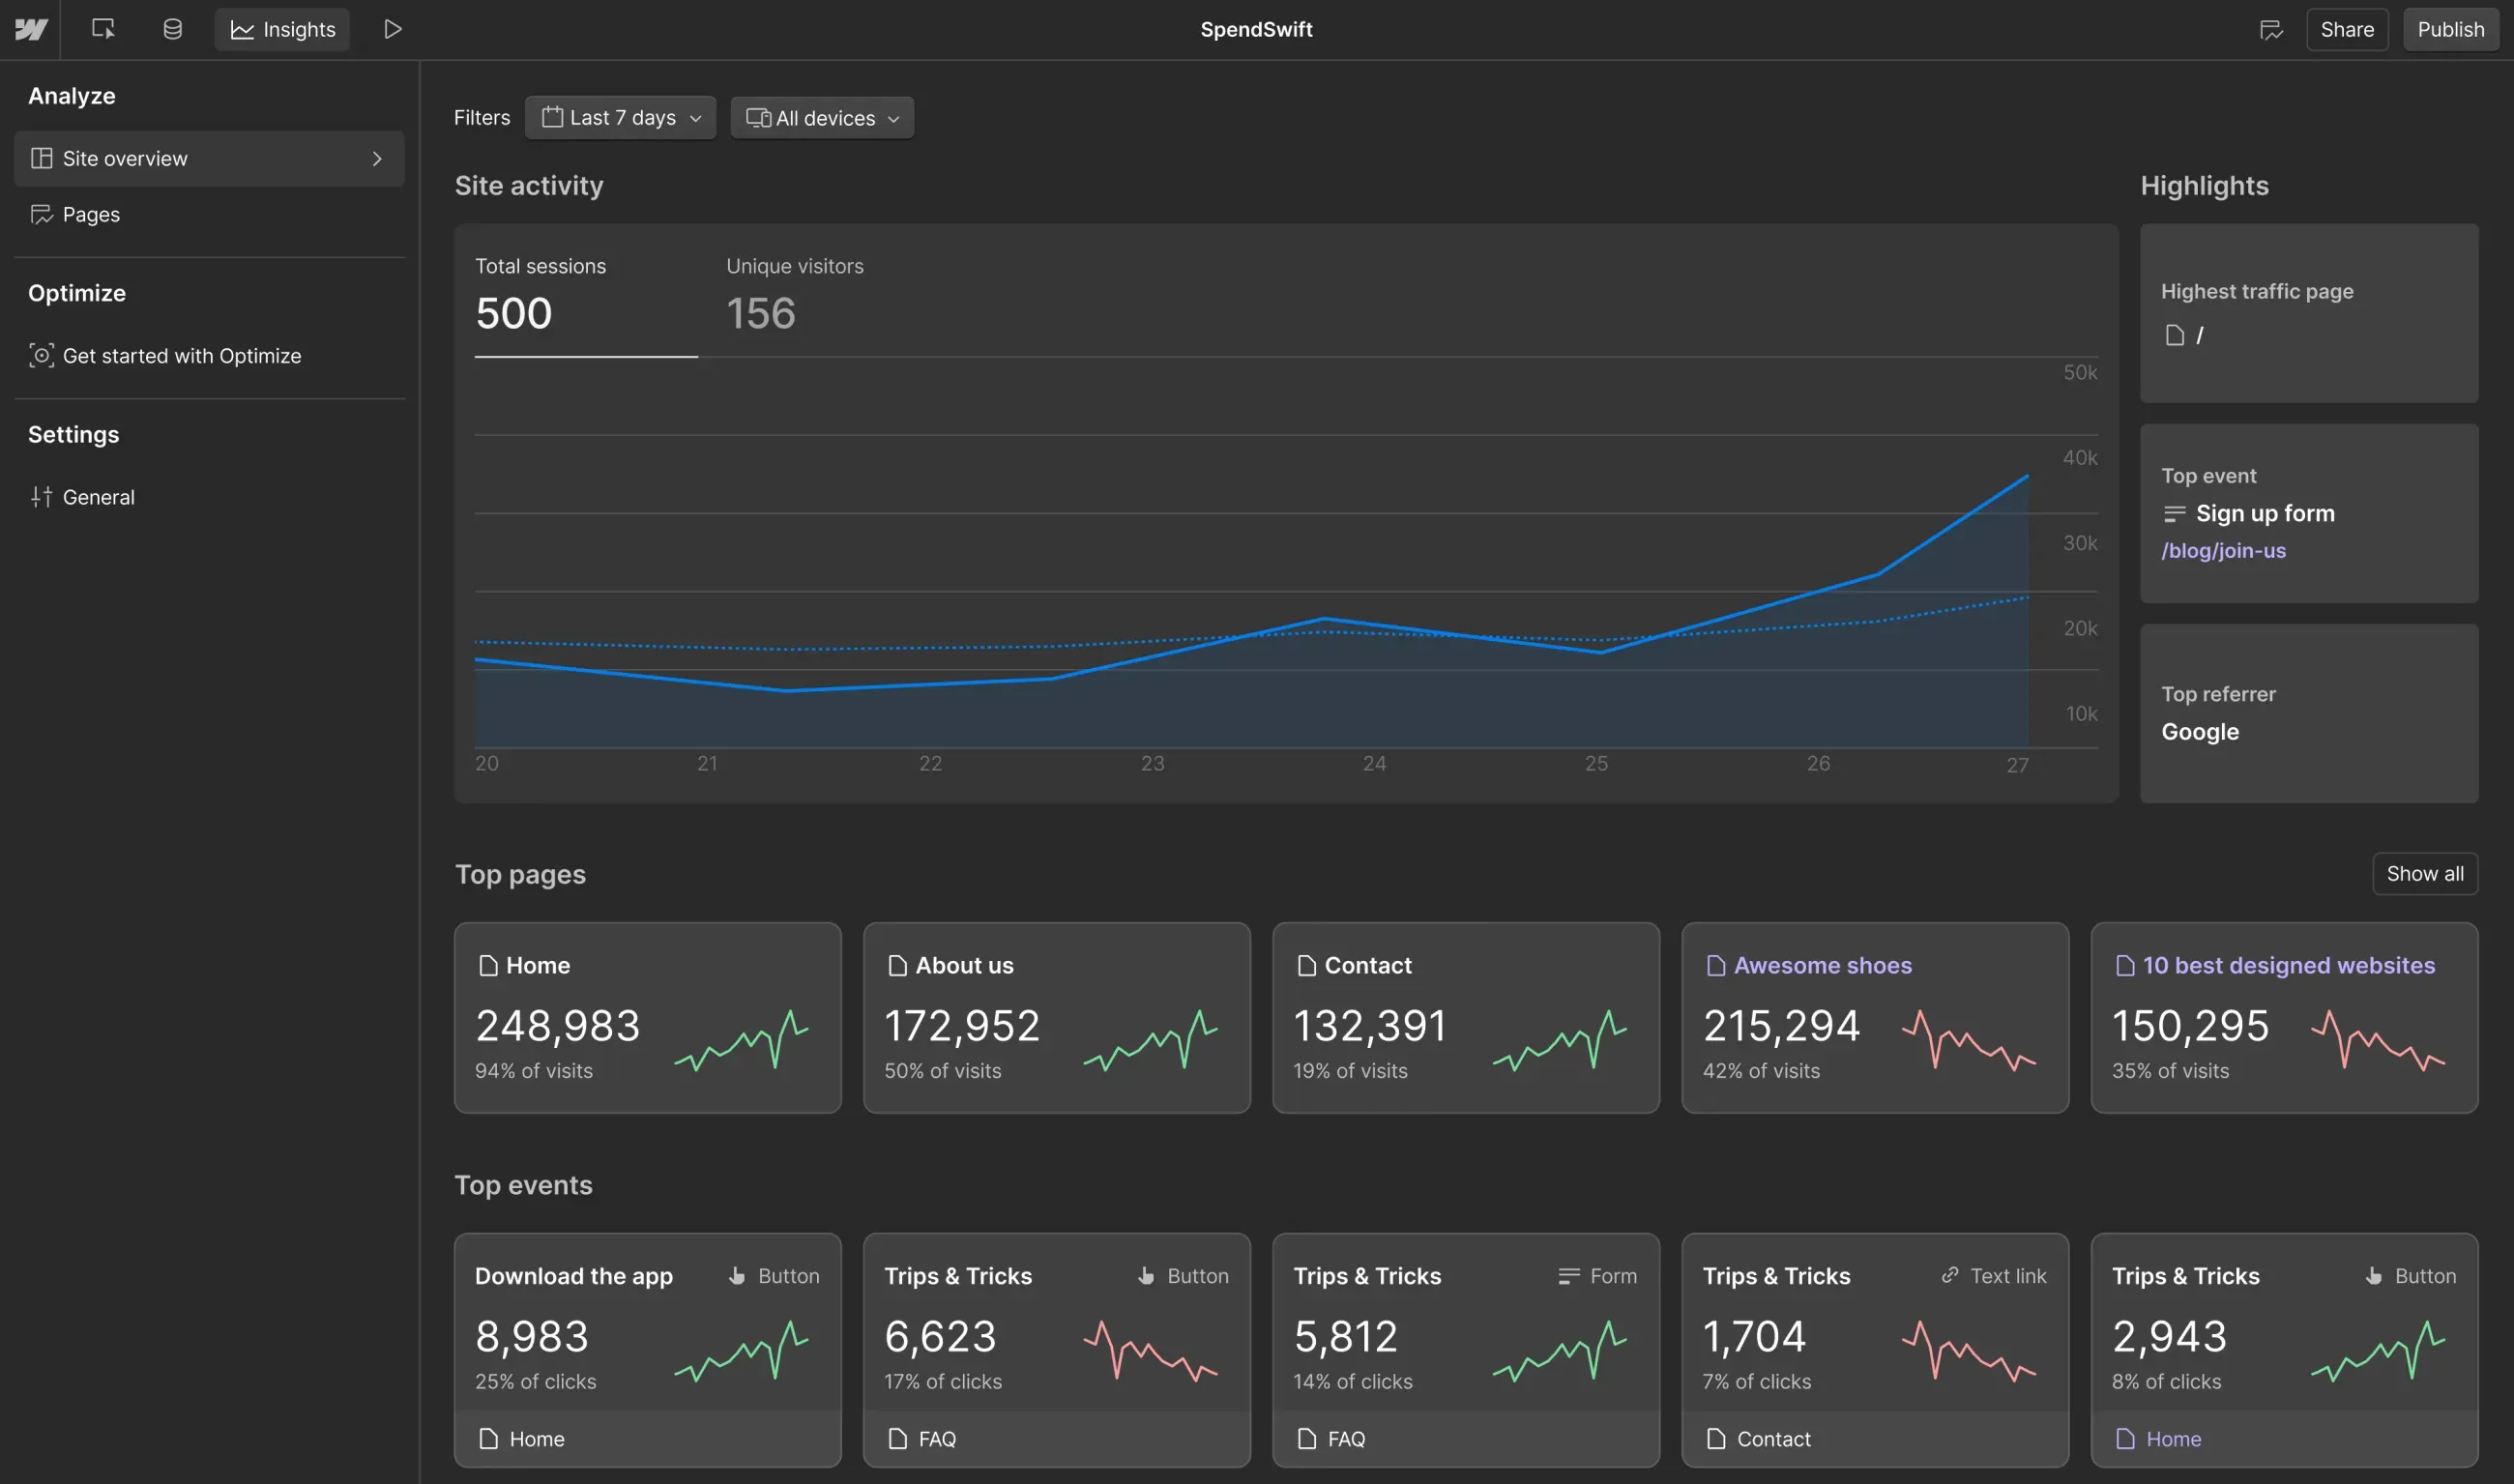 Insights
SpendSwift
Share
Publish
Analyze
Site overview
Pages
Optimize
Get started with Optimize
Settings
General
Filters
Last 7 days
All devices
Site activity
Total sessions
500
Unique visitors
156
50k
40k
30k
20k
10k
20 21 22 23 24 25 26 27
Highlights
Highest traffic page
/
Top event
Sign up form
/blog/join-us
Top referrer
Google
Top pages
Show all
Home
248,983
94% of visits
About us
172,952
50% of visits
Contact
132,391
19% of visits
Awesome shoes
215,294
42% of visits
10 best designed websites
150,295
35% of visits
Top events
Download the app
Button
8,983
25% of clicks
Home
Trips & Tricks
Button
6,623
17% of clicks
FAQ
Trips & Tricks
Form
5,812
14% of clicks
FAQ
Trips & Tricks
Text link
1,704
7% of clicks
Contact
Trips & Tricks
Button
2,943
8% of clicks
Home